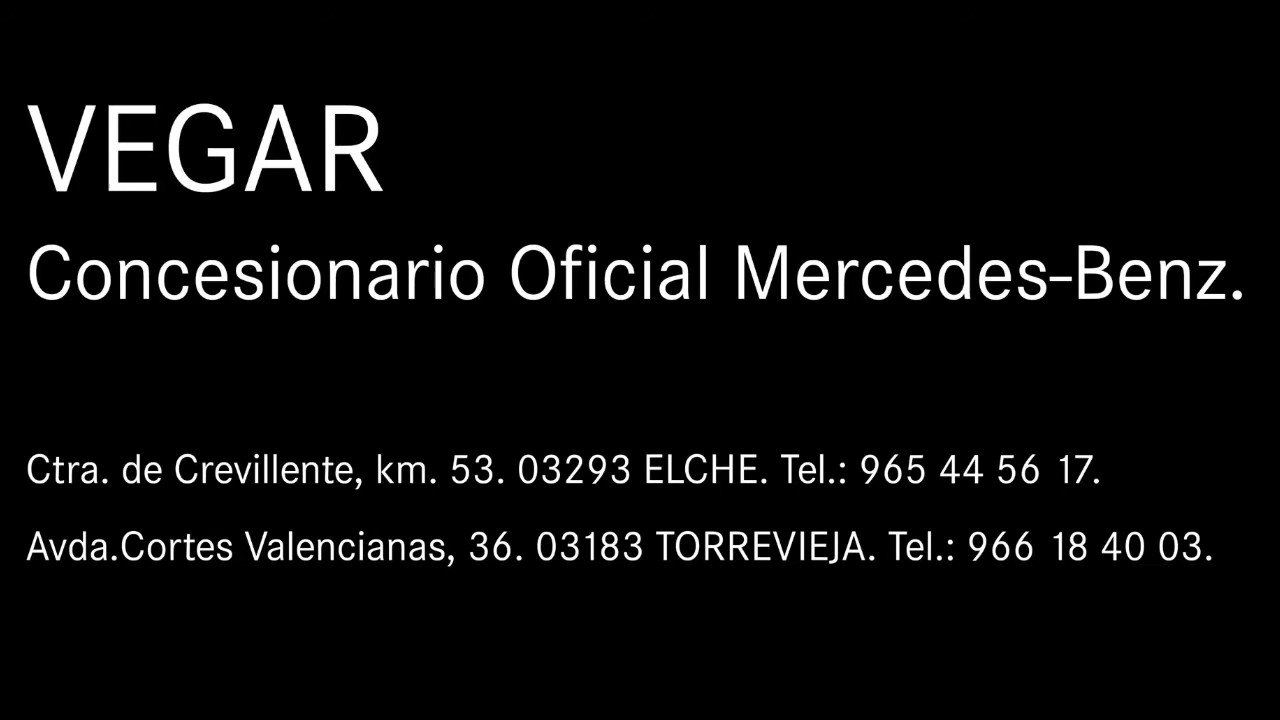 VEGAR
Concesionario Oficial Mercedes-Benz.
Ctra. de Crevillente, km. 53. 03293 ELCHE. Tel.: 965 44 56 17.
Avda.Cortes Valencianas, 36. 03183 TORREVIEJA. Tel.: 966 18 40 03.